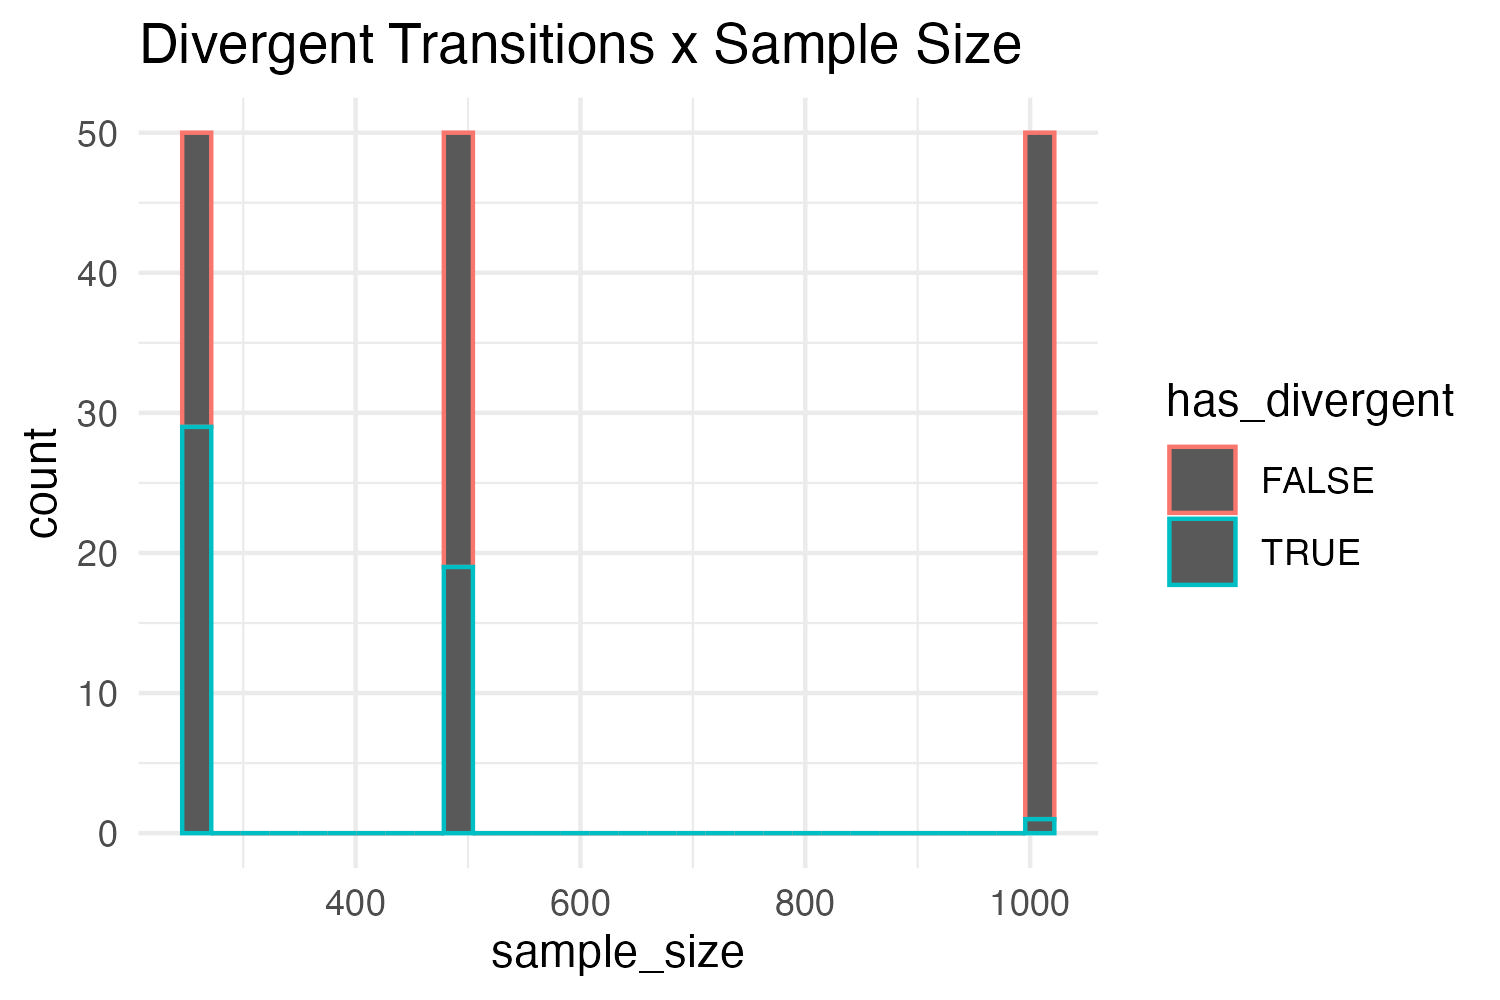 Divergent Transitions x Sample Size
50
40
30
20
10
0
count
400 600 800 1000
sample_size
has_divergent
FALSE
TRUE